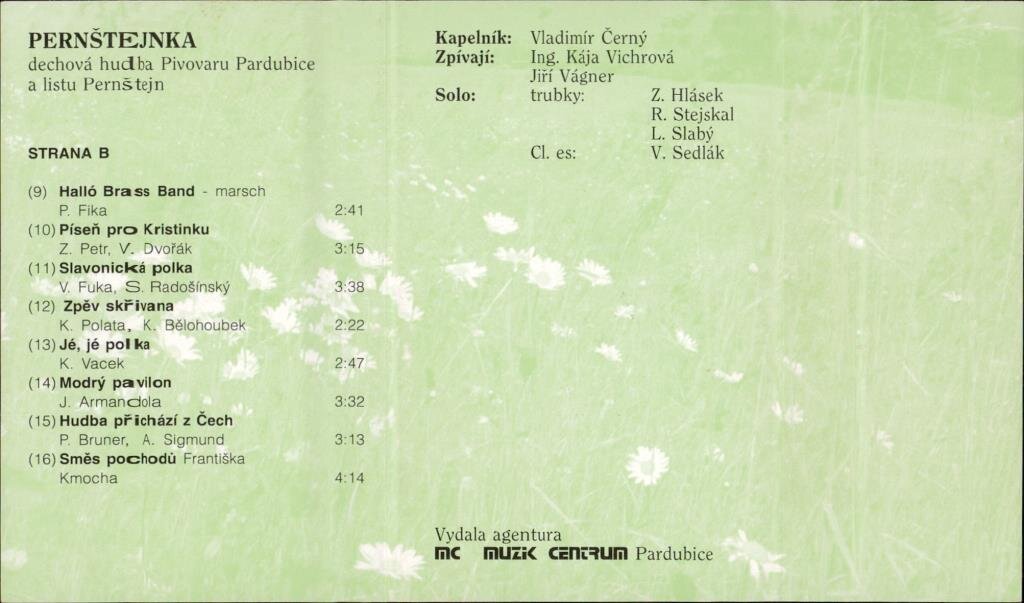 PERNŠTEJNKA
dechová hudba Pivovaru Pardubice
a listu Pernštejn
STRANA B
(9) Halló Brass Band - marsch
P. Fika 2:41
(10) Píseň pro Kristinku
Z. Petr, V. Dvořák 3:15
(11) Slavonická polka
V. Fuka, S. Radošínský 3:38
(12) Zpěv skřivana
K. Polata, K. Bělohoubek 2:22
(13) Jé, jé polka
K. Vacek 2:47
(14) Modrý pavilon
J. Armandola 3:32
(15) Hudba přichází z Čech
P. Bruner, A. Sigmund 3:13
(16) Směs pochodů Františka
Kmocha 4:14
Kapelník: Vladimír Černý
Zpívají: Ing. Kája Vichrová
Jiří Vágner
Solo: trubky: Z. Hlásek
R. Stejskal
L. Slabý
Cl. es: V. Sedlák
Vydala agentura
MC MUZIK CENTRUM Pardubice